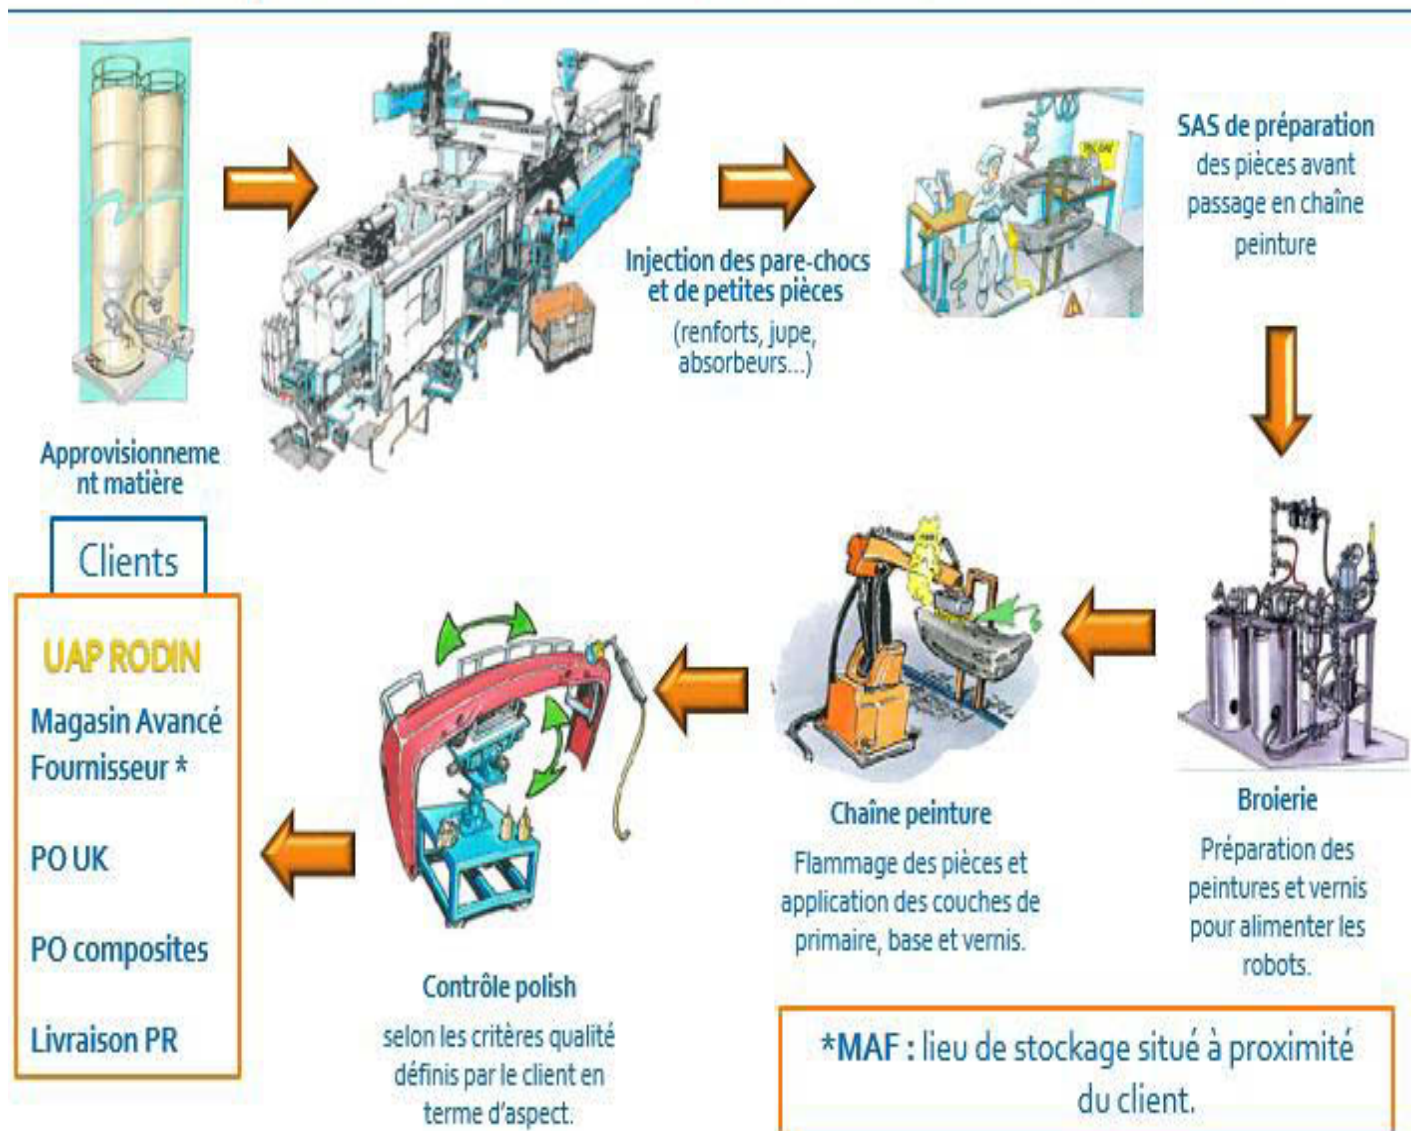 Approvisionneme
nt matière
Injection des pare-chocs
et de petites pièces
(renforts, jupe,
absorbeurs...)
SAS de préparation
des pièces avant
passage en chaîne
peinture
Broierie
Préparation des
peintures et vernis
pour alimenter les
robots.
Chaîne peinture
Flammage des pièces et
application des couches de
primaire, base et vernis.
Contrôle polish
selon les critères qualité
définis par le client en
terme d'aspect.
Clients
UAP RODIN
Magasin Avancé
Fournisseur *
PO UK
PO composites
Livraison PR
*MAF : lieu de stockage situé à proximité
du client.